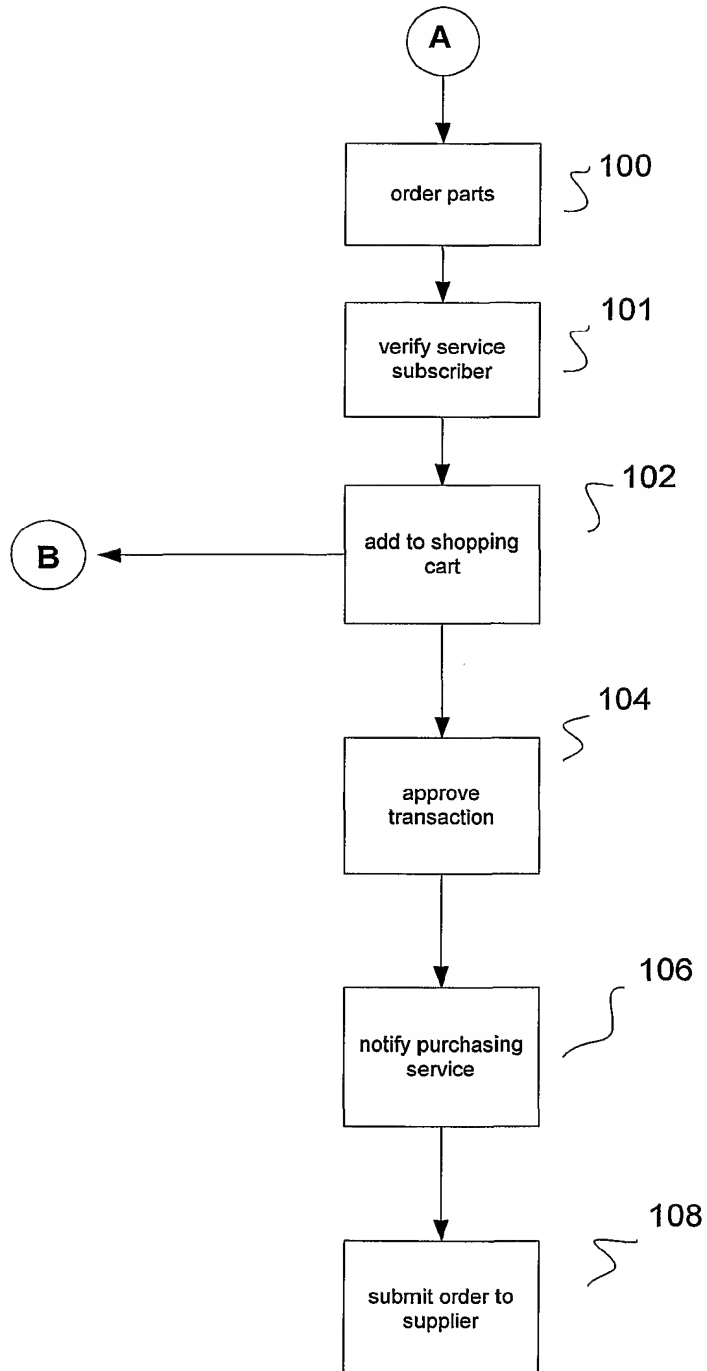 A
order parts
100
verify service
subscriber
101
add to shopping
cart
102
B
approve
transaction
104
notify purchasing
service
106
submit order to
supplier
108